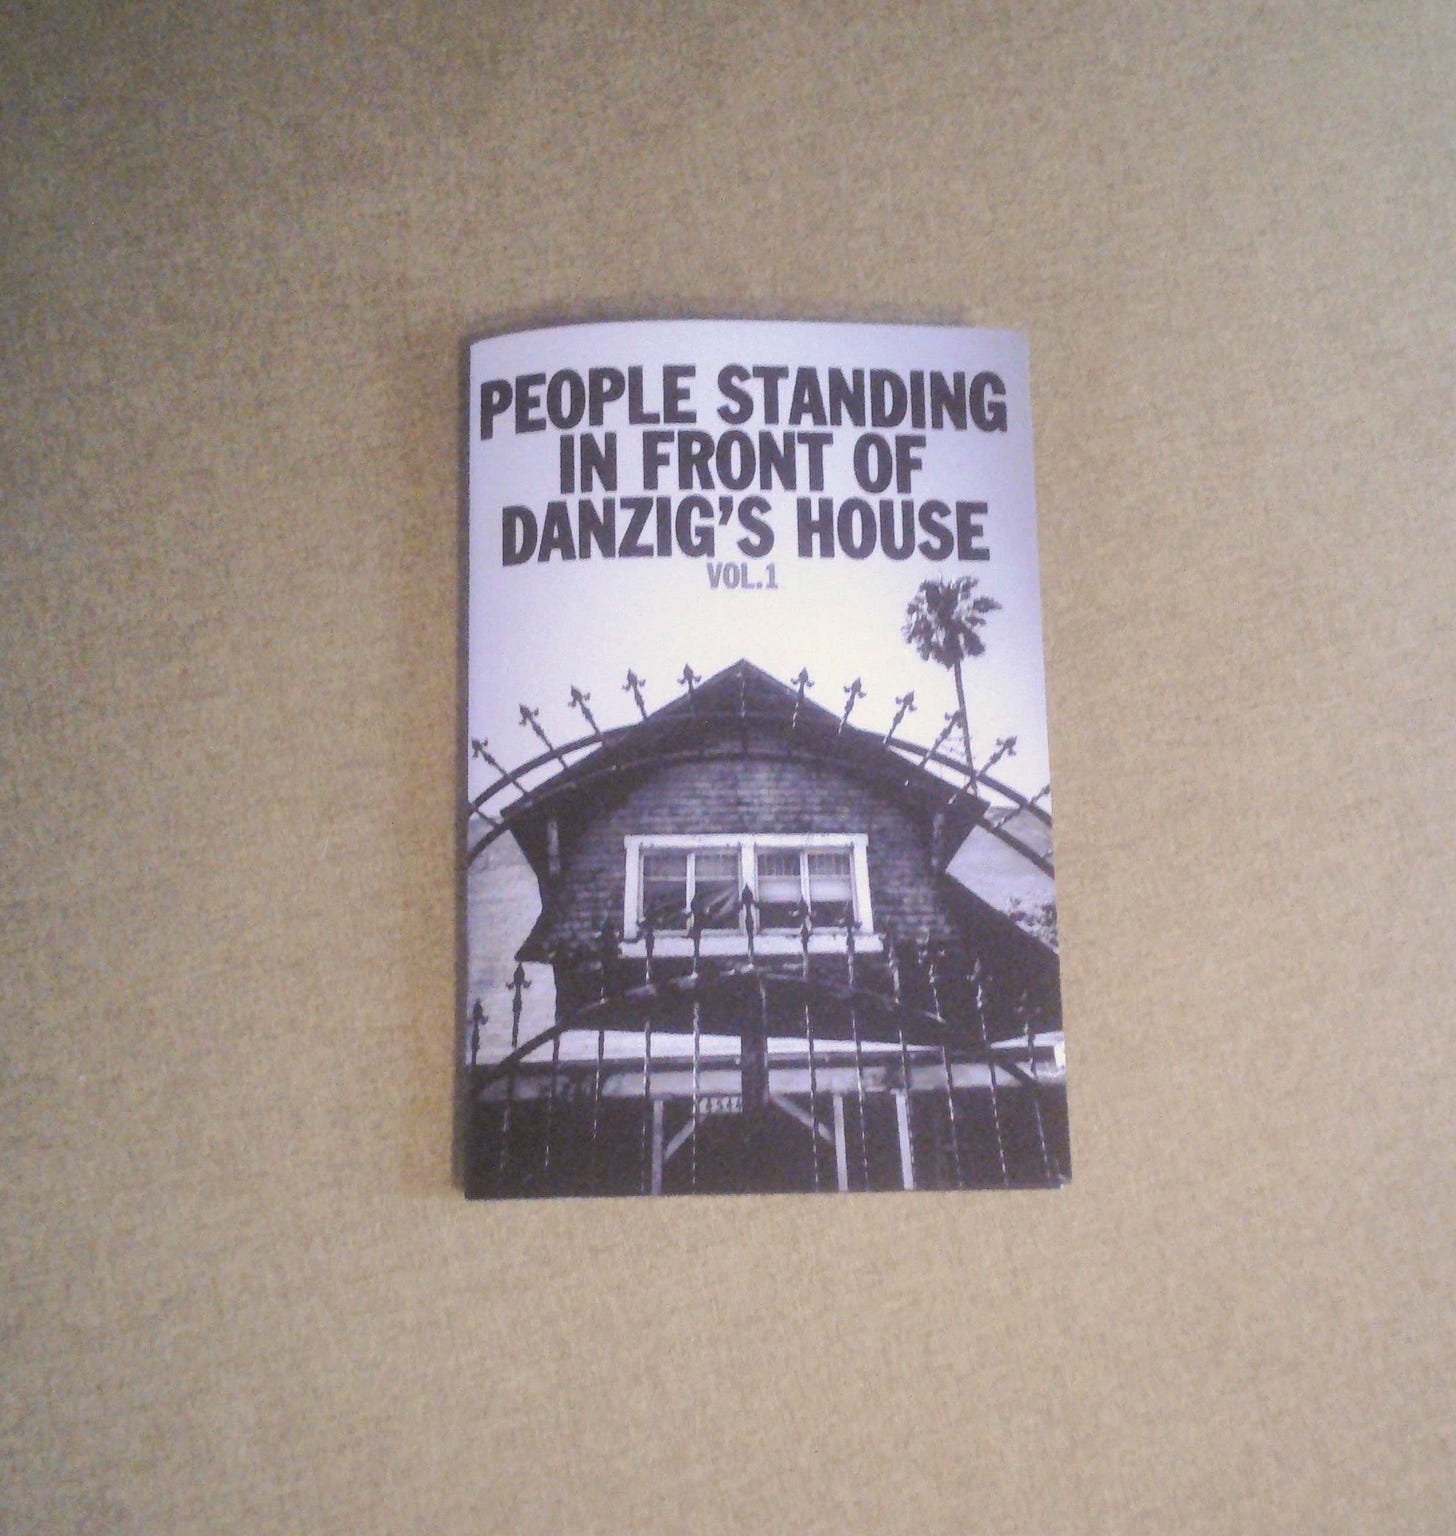 PEOPLE STANDING
IN FRONT OF
DANZIG'S HOUSE
VOL.1